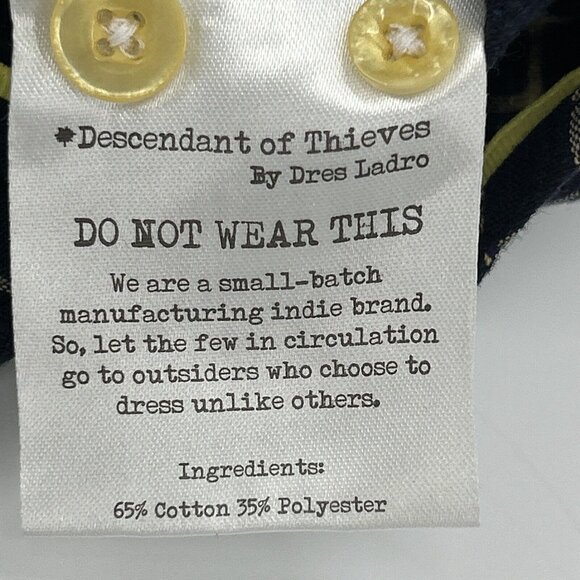 *Descendant of Thieves
By Dres Ladro
DO NOT WEAR THIS
We are a small-batch
manufacturing indie brand.
So, let the few in circulation
go to outsiders who choose to
dress unlike others.
Ingredients:
65% Cotton 35% Polyester